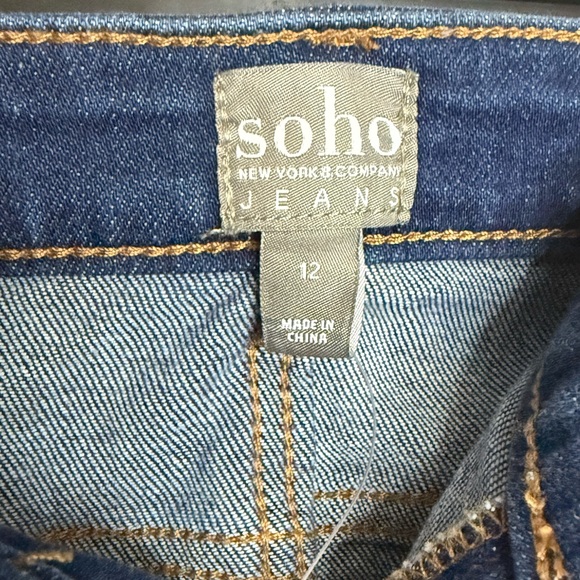 soho
NEW YORK & COMPANY
JEANS
12
MADE IN
CHINA